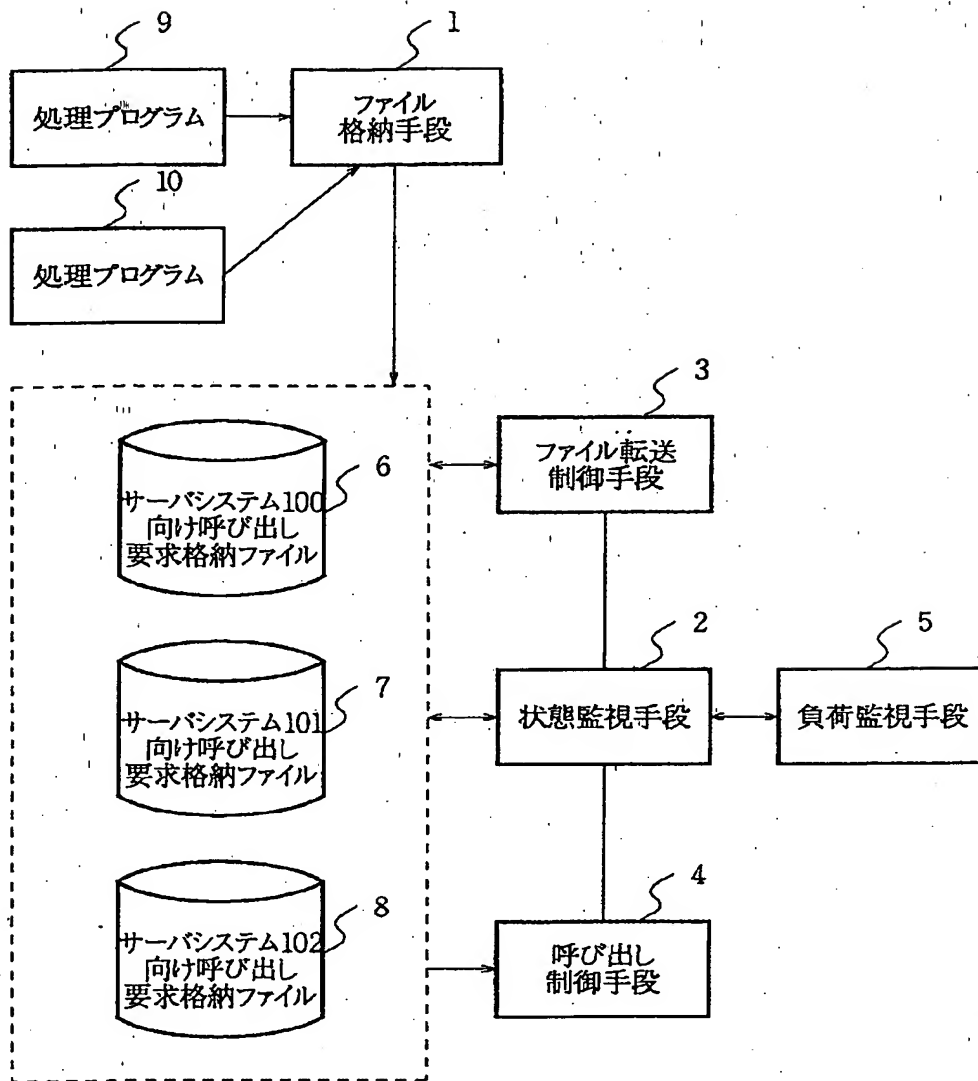 9
1
処理プログラム
ファイル
格納手段
10
処理プログラム
3
ファイル転送
制御手段
6
サーバシステム100
向け呼び出し
要求格納ファイル
2
5
状態監視手段
負荷監視手段
7
サーバシステム101
向け呼び出し
要求格納ファイル
4
呼び出し
制御手段
8
サーバシステム102
向け呼び出し
要求格納ファイル